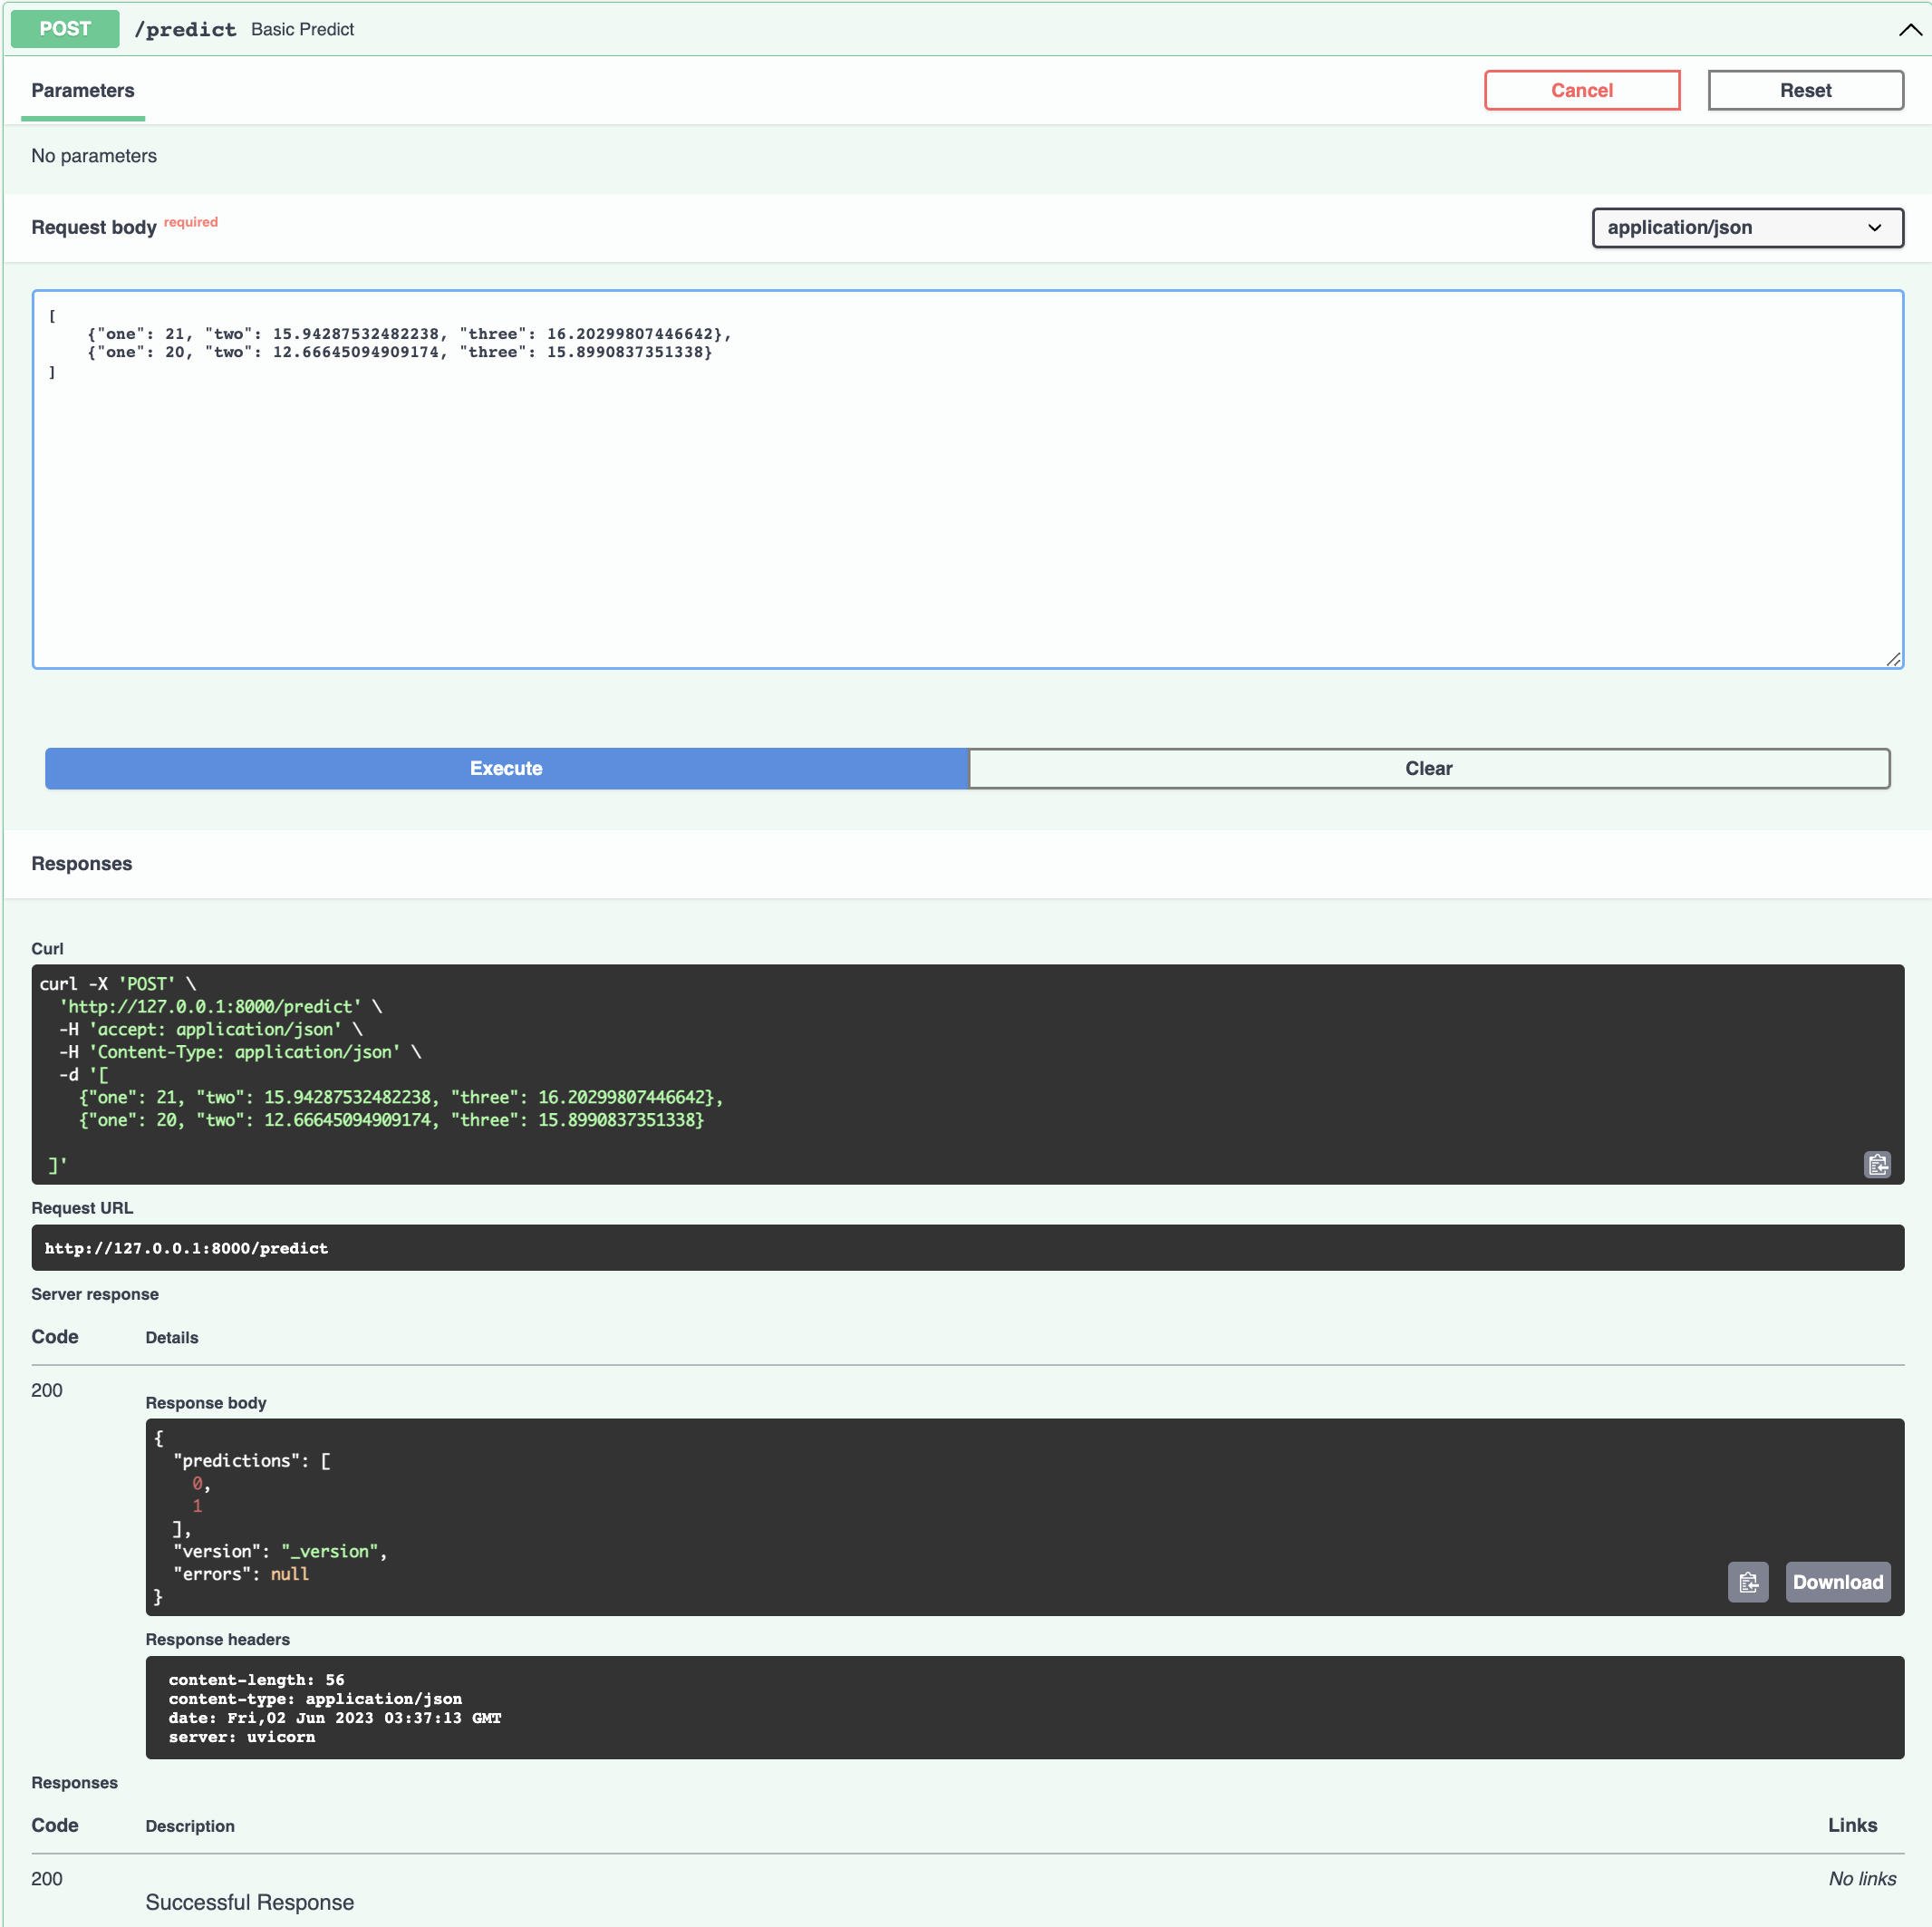 POST /predict Basic Predict
Parameters
Cancel
Reset
No parameters
Request body required
application/json
[
    {"one": 21, "two": 15.94287532482238, "three": 16.20299807446642},
    {"one": 20, "two": 12.66645094909174, "three": 15.8990837351338}
]
Execute
Clear
Responses
Curl
curl -X 'POST' \
  'http://127.0.0.1:8000/predict' \
  -H 'accept: application/json' \
  -H 'Content-Type: application/json' \
  -d '[
    {"one": 21, "two": 15.94287532482238, "three": 16.20299807446642},
    {"one": 20, "two": 12.66645094909174, "three": 15.8990837351338}
 ]'
Request URL
http://127.0.0.1:8000/predict
Server response
Code Details
200
Response body
{
  "predictions": [
    0,
    1
  ],
  "version": "_version",
  "errors": null
}
Download
Response headers
content-length: 56
content-type: application/json
date: Fri,02 Jun 2023 03:37:13 GMT
server: uvicorn
Responses
Code Description Links
200
Successful Response
No links